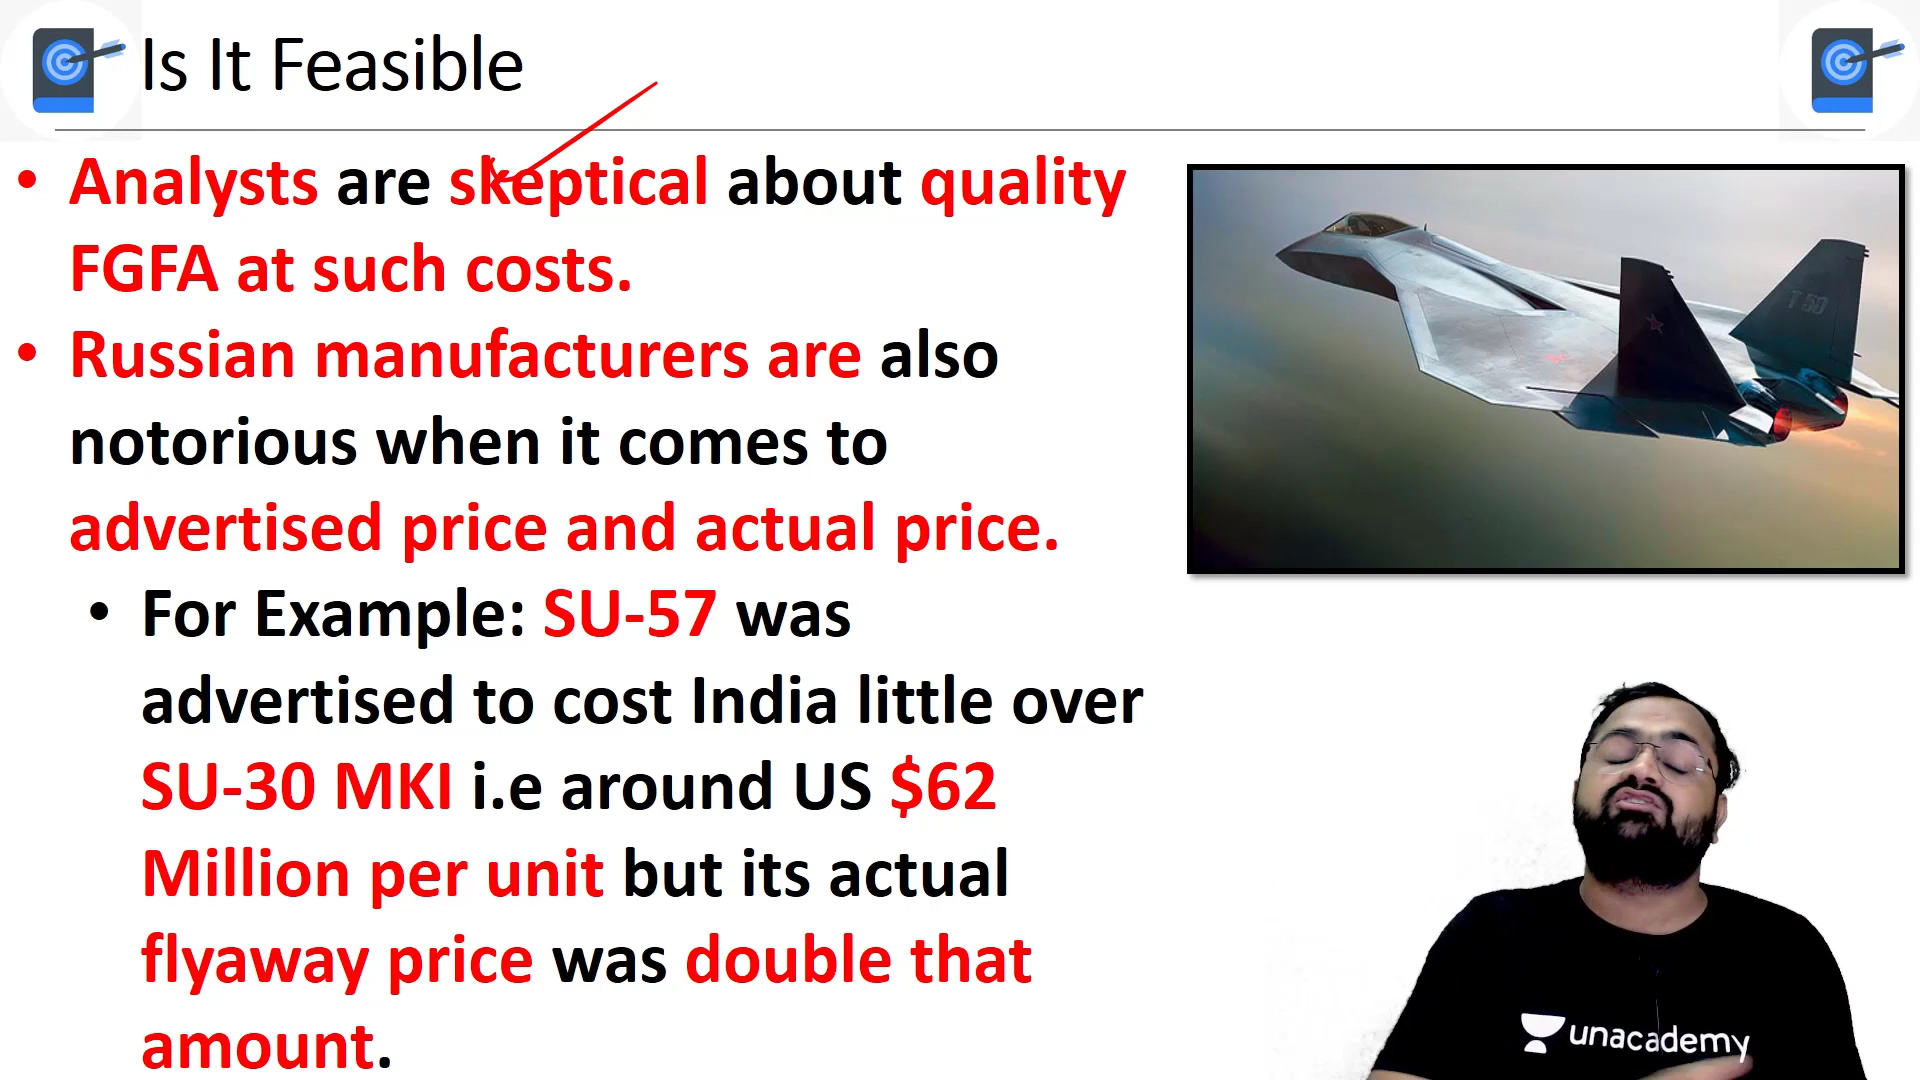 Is It Feasible
• Analysts are skeptical about quality
FGFA at such costs.
• Russian manufacturers are also
notorious when it comes to
advertised price and actual price.
• For Example: SU-57 was
advertised to cost India little over
SU-30 MKI i.e around US $62
Million per unit but its actual
flyaway price was double that
amount.
T 50
unacademy